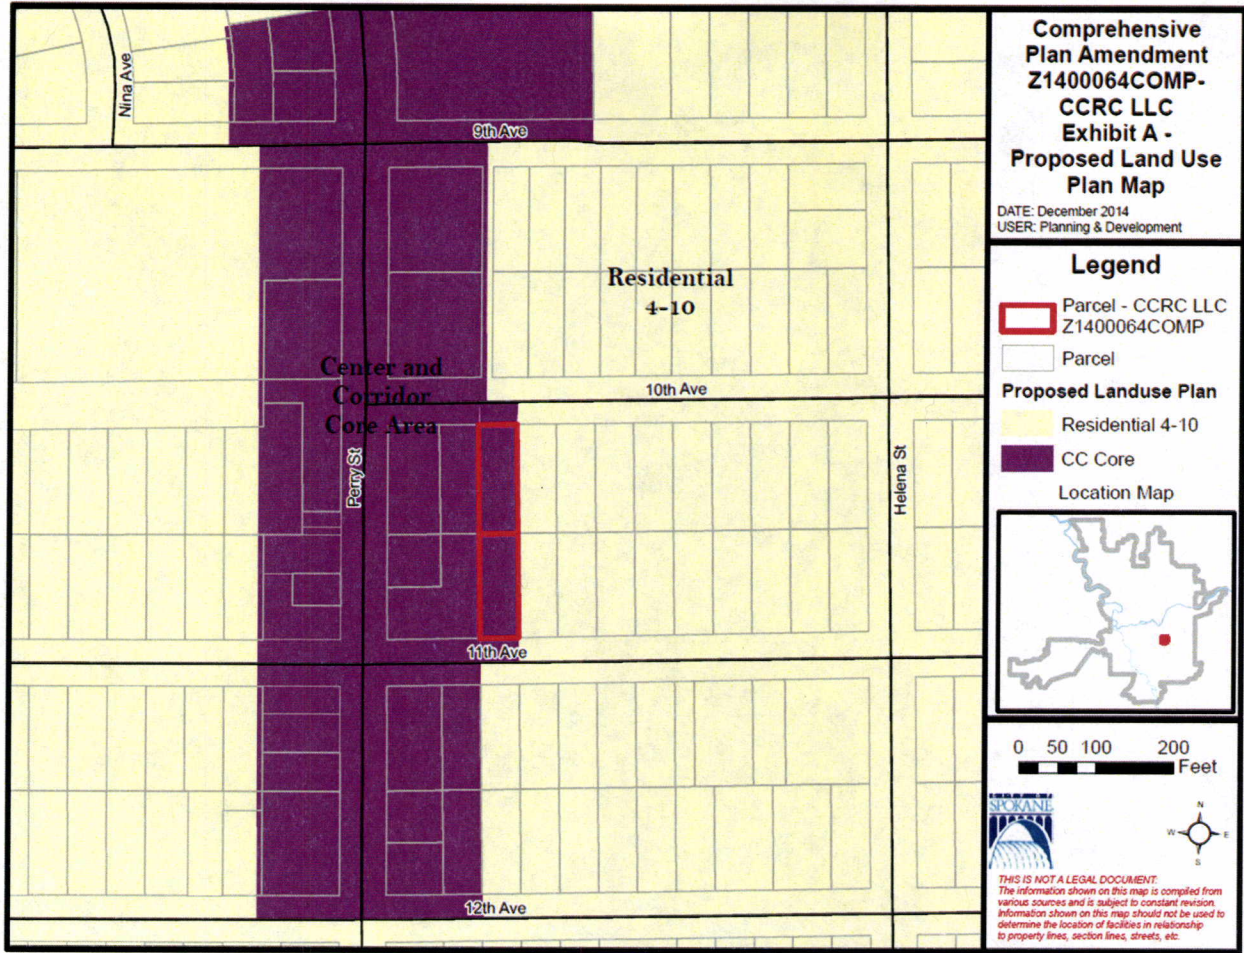 Nina Ave
9th Ave
Residential
4-10
10th Ave
Center and
Corridor
Core Area
Perry St
Helena St
11th Ave
12th Ave
Comprehensive
Plan Amendment
Z1400064COMP-
CCRC LLC
Exhibit A -
Proposed Land Use
Plan Map
DATE: December 2014
USER: Planning & Development
Legend
Parcel - CCRC LLC
Z1400064COMP
Parcel
Proposed Landuse Plan
Residential 4-10
CC Core
Location Map
0 50 100 200
Feet
SPOKANE
N
W E
S
THIS IS NOT A LEGAL DOCUMENT:
The information shown on this map is compiled from
various sources and is subject to constant revision.
Information shown on this map should not be used to
determine the location of facilities in relationship
to property lines, section lines, streets, etc.